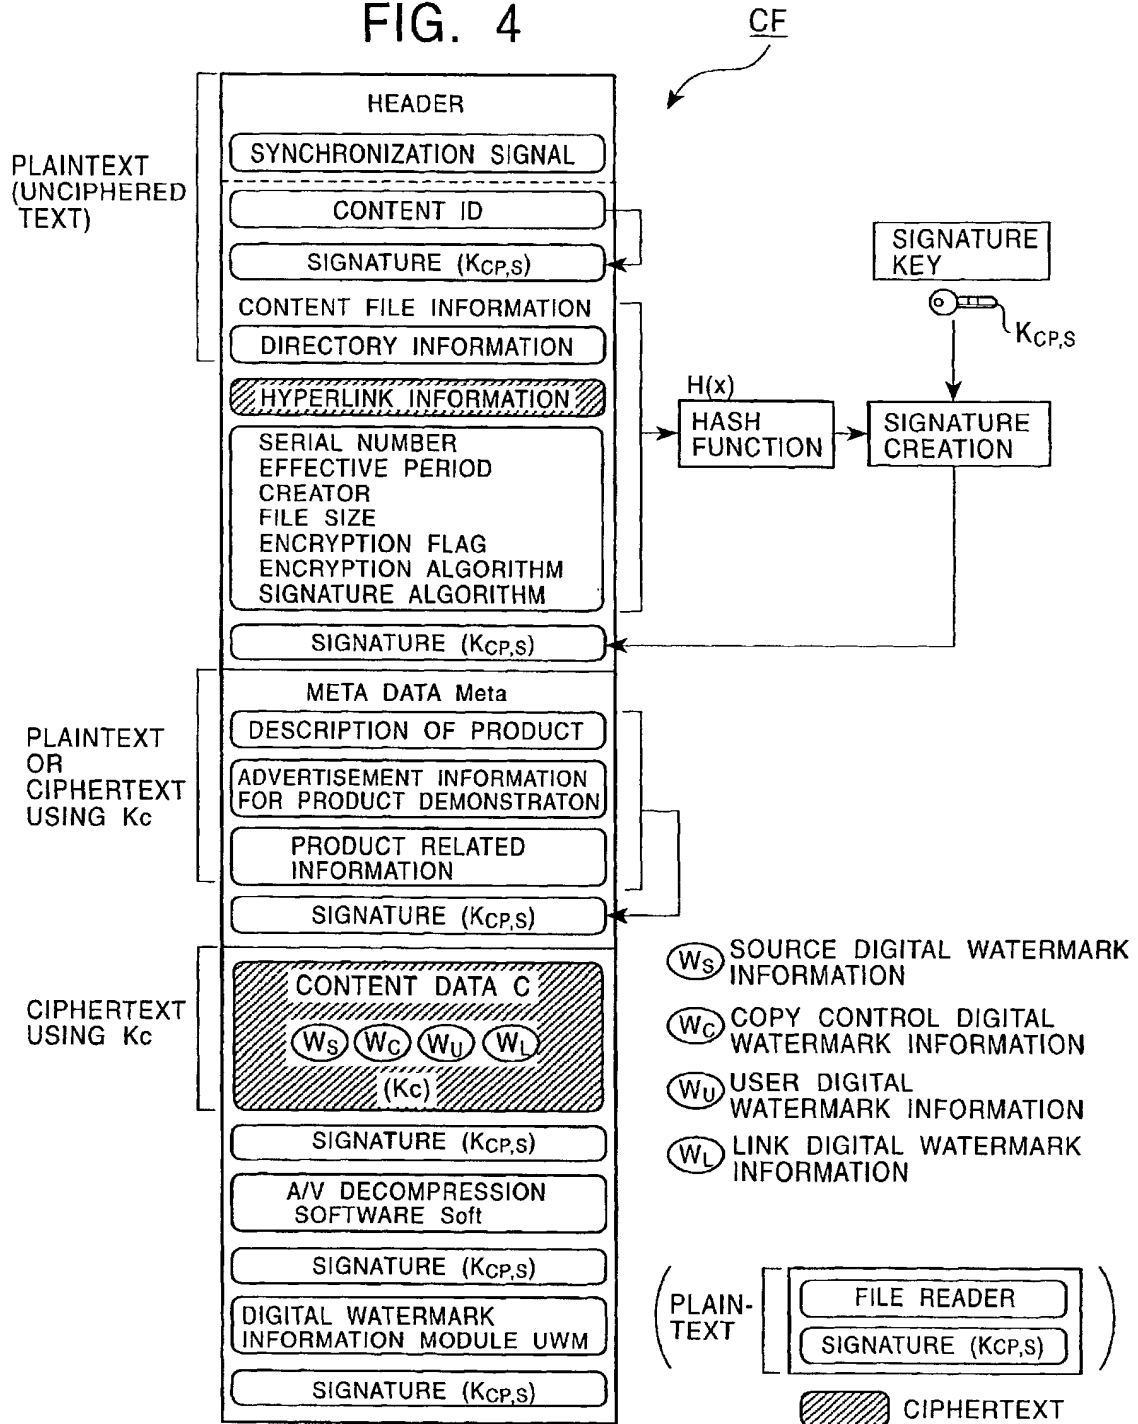 FIG. 4
CF
HEADER
SYNCHRONIZATION SIGNAL
PLAINTEXT
(UNCIPHERED
TEXT)
CONTENT ID
SIGNATURE (KCP,S)
CONTENT FILE INFORMATION
DIRECTORY INFORMATION
HYPERLINK INFORMATION
SERIAL NUMBER
EFFECTIVE PERIOD
CREATOR
FILE SIZE
ENCRYPTION FLAG
ENCRYPTION ALGORITHM
SIGNATURE ALGORITHM
SIGNATURE (KCP,S)
SIGNATURE
KEY
KCP,S
H(x)
HASH
FUNCTION
SIGNATURE
CREATION
PLAINTEXT
OR
CIPHERTEXT
USING Kc
META DATA Meta
DESCRIPTION OF PRODUCT
ADVERTISEMENT INFORMATION
FOR PRODUCT DEMONSTRATON
PRODUCT RELATED
INFORMATION
SIGNATURE (KCP,S)
CIPHERTEXT
USING Kc
CONTENT DATA C
WS WC WU WL
(Kc)
SIGNATURE (KCP,S)
A/V DECOMPRESSION
SOFTWARE Soft
SIGNATURE (KCP,S)
DIGITAL WATERMARK
INFORMATION MODULE UWM
SIGNATURE (KCP,S)
WS SOURCE DIGITAL WATERMARK
INFORMATION
WC COPY CONTROL DIGITAL
WATERMARK INFORMATION
WU USER DIGITAL
WATERMARK INFORMATION
WL LINK DIGITAL WATERMARK
INFORMATION
PLAIN-
TEXT
FILE READER
SIGNATURE (KCP,S)
CIPHERTEXT